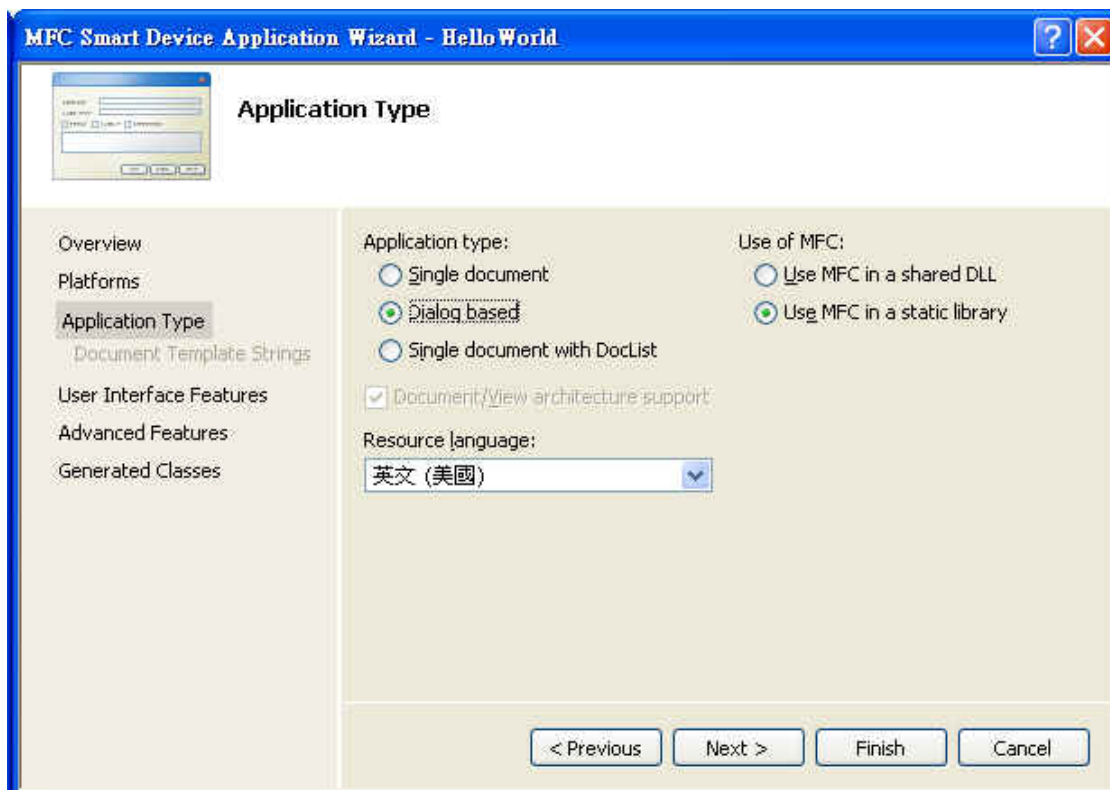 MFC Smart Device Application Wizard - HelloWorld
Application Type
Overview
Platforms
Application Type
Document Template Strings
User Interface Features
Advanced Features
Generated Classes
Application type:
Single document
Dialog based
Single document with DocList
Document/View architecture support
Resource language:
英文 (美國)
Use of MFC:
Use MFC in a shared DLL
Use MFC in a static library
< Previous
Next >
Finish
Cancel